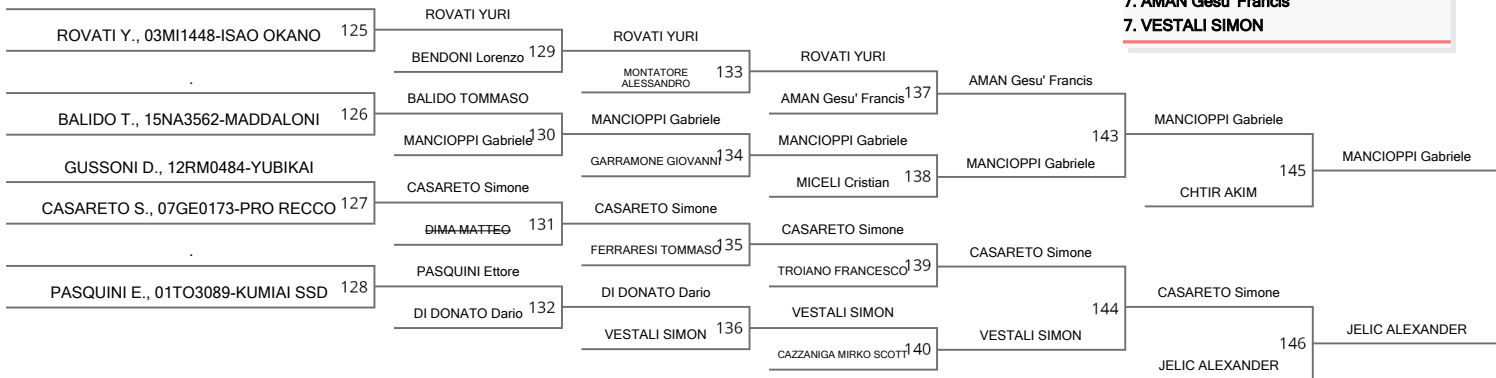 7. AMAN Gesu' Francis
7. VESTALI SIMON
ROVATI Y., 03MI1448-ISAO OKANO
125
.
BALIDO T., 15NA3562-MADDALONI
126
GUSSONI D., 12RM0484-YUBIKAI
CASARETO S., 07GE0173-PRO RECCO
127
.
PASQUINI E., 01TO3089-KUMIAI SSD
128
ROVATI YURI
BENDONI Lorenzo
129
BALIDO TOMMASO
MANCIOPPI Gabriele
130
CASARETO Simone
DIMA MATTEO
131
PASQUINI Ettore
DI DONATO Dario
132
ROVATI YURI
MONTATORE
ALESSANDRO
133
MANCIOPPI Gabriele
GARRAMONE GIOVANNI
134
CASARETO Simone
FERRARESI TOMMASO
135
DI DONATO Dario
VESTALI SIMON
136
ROVATI YURI
AMAN Gesu' Francis
137
MANCIOPPI Gabriele
MICELI Cristian
138
CASARETO Simone
TROIANO FRANCESCO
139
VESTALI SIMON
CAZZANIGA MIRKO SCOTT
140
AMAN Gesu' Francis
143
MANCIOPPI Gabriele
CASARETO Simone
144
VESTALI SIMON
MANCIOPPI Gabriele
145
CHTIR AKIM
CASARETO Simone
146
JELIC ALEXANDER
MANCIOPPI Gabriele
JELIC ALEXANDER